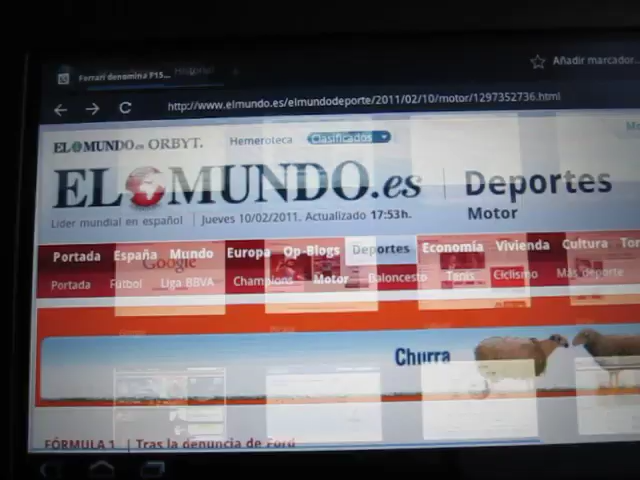 Ferrari denomina F15...
Historial
Añadir marcador...
http://www.elmundo.es/elmundodeporte/2011/02/10/motor/1297352736.html
EL MUNDO.es ORBYT.
Hemeroteca
Clasificados
EL MUNDO.es
Deportes
Líder mundial en español
Jueves 10/02/2011. Actualizado 17:53h.
Motor
Portada España Mundo Europa Op-Blogs Deportes Economía Vivienda Cultura
Google
Portada Fútbol Liga BBVA Champions Motor Baloncesto Tenis Ciclismo Más deporte
Churra
FÓRMULA 1 | Tras la denuncia de Ford